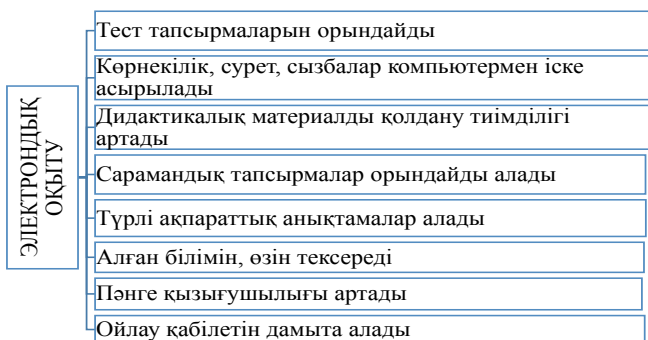 ЭЛЕКТРОНДЫҚ
ОҚЫТУ
Тест тапсырмаларын орындайды
Көрнекілік, сурет, сызбалар компьютермен іске
асырылады
Дидактикалық материалды қолдану тиімділігі
артады
Сарамандық тапсырмалар орындайды алады
Түрлі ақпараттық анықтамалар алады
Алған білімін, өзін тексереді
Пәнге қызығушылығы артады
Ойлау қабілетін дамыта алады